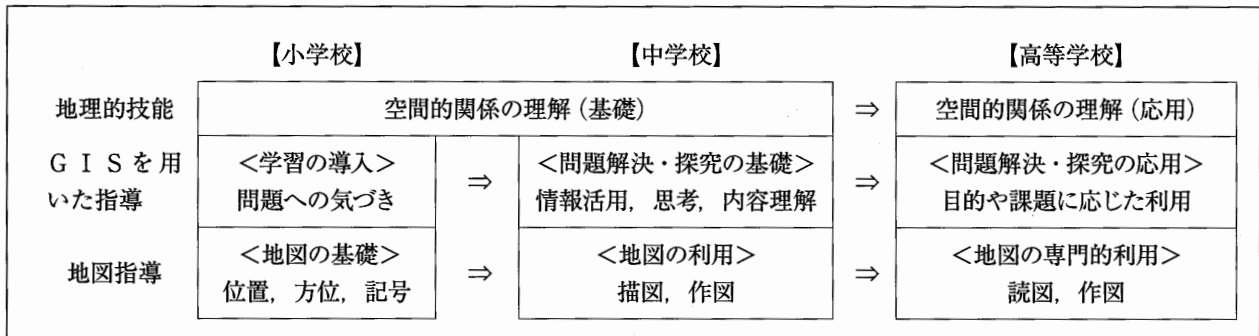 【小学校】 【中学校】 【高等学校】
地理的技能 空間的関係の理解(基礎) ⇒ 空間的関係の理解(応用)
GISを用 <学習の導入> <問題解決・探究の基礎> <問題解決・探究の応用>
⇒ ⇒
いた指導 問題への気づき 情報活用,思考,内容理解 目的や課題に応じた利用
<地図の基礎> <地図の利用> <地図の専門的利用>
地図指導 ⇒ ⇒
位置,方位,記号 描図,作図 読図,作図